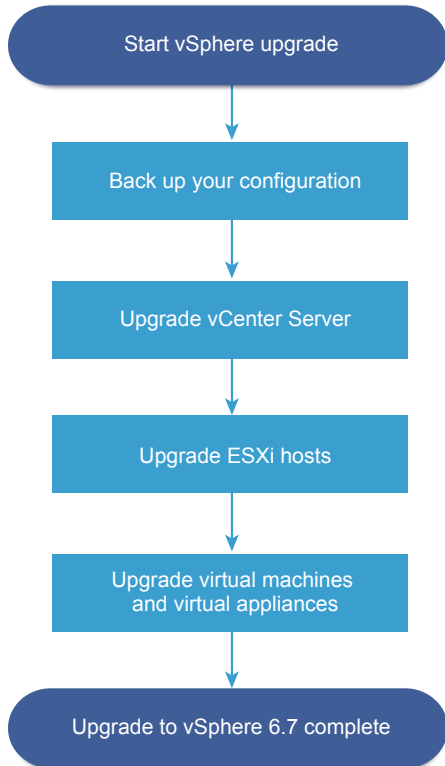 Start vSphere upgrade
Back up your configuration
Upgrade vCenter Server
Upgrade ESXi hosts
Upgrade virtual machines
and virtual appliances
Upgrade to vSphere 6.7 complete